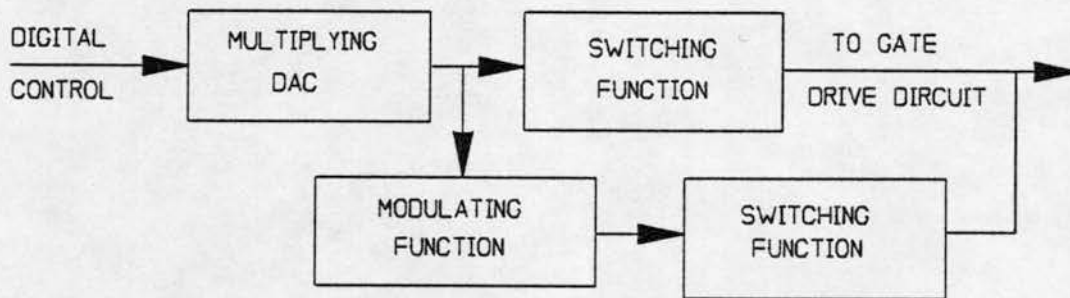 DIGITAL
CONTROL
MULTIPLYING
DAC
SWITCHING
FUNCTION
TO GATE
DRIVE DIRCUIT
MODULATING
FUNCTION
SWITCHING
FUNCTION